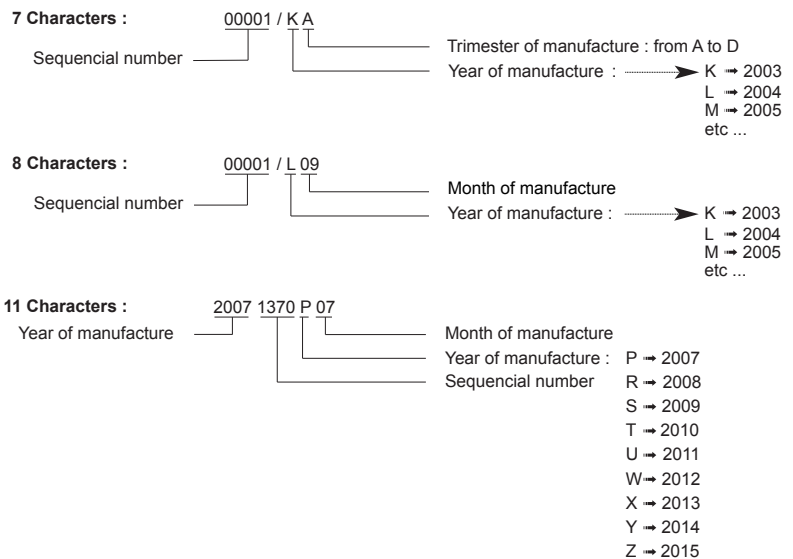 7 Characters :
00001 / K A
Sequencial number
Trimester of manufacture : from A to D
Year of manufacture :
K ➟ 2003
L ➟ 2004
M ➟ 2005
etc ...
8 Characters :
00001 / L 09
Sequencial number
Month of manufacture
Year of manufacture :
K ➟ 2003
L ➟ 2004
M ➟ 2005
etc ...
11 Characters :
2007 1370 P 07
Year of manufacture
Month of manufacture
Year of manufacture : P ➟ 2007
Sequencial number R ➟ 2008
S ➟ 2009
T ➟ 2010
U ➟ 2011
W ➟ 2012
X ➟ 2013
Y ➟ 2014
Z ➟ 2015